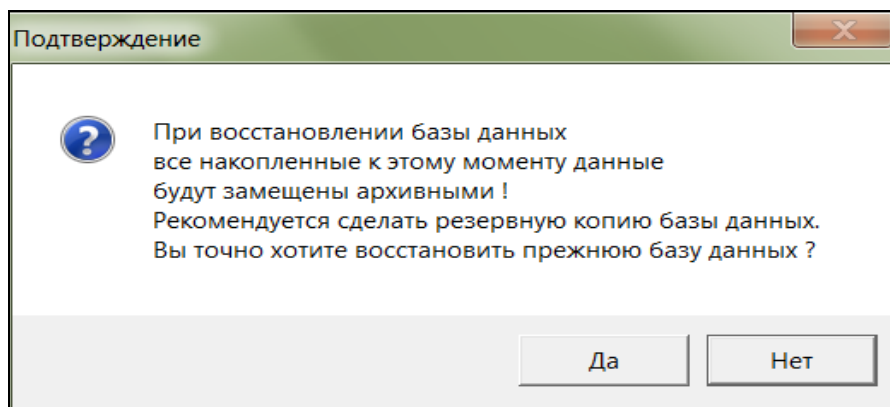 Подтверждение
При восстановлении базы данных
все накопленные к этому моменту данные
будут замещены архивными !
Рекомендуется сделать резервную копию базы данных.
Вы точно хотите восстановить прежнюю базу данных ?
Да
Нет